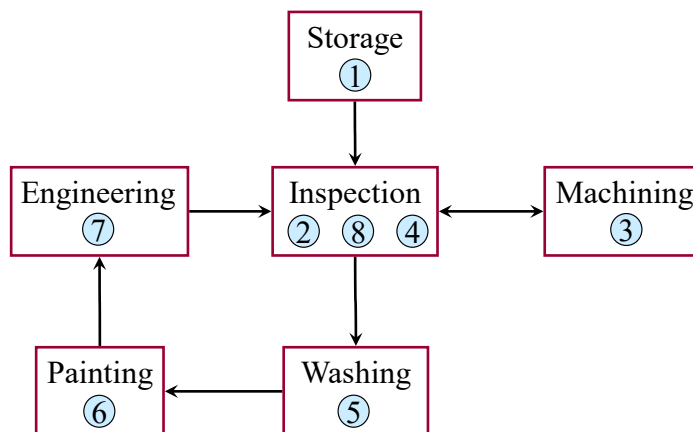 Storage
1
Engineering
7
Inspection
2 8 4
Machining
3
Painting
6
Washing
5